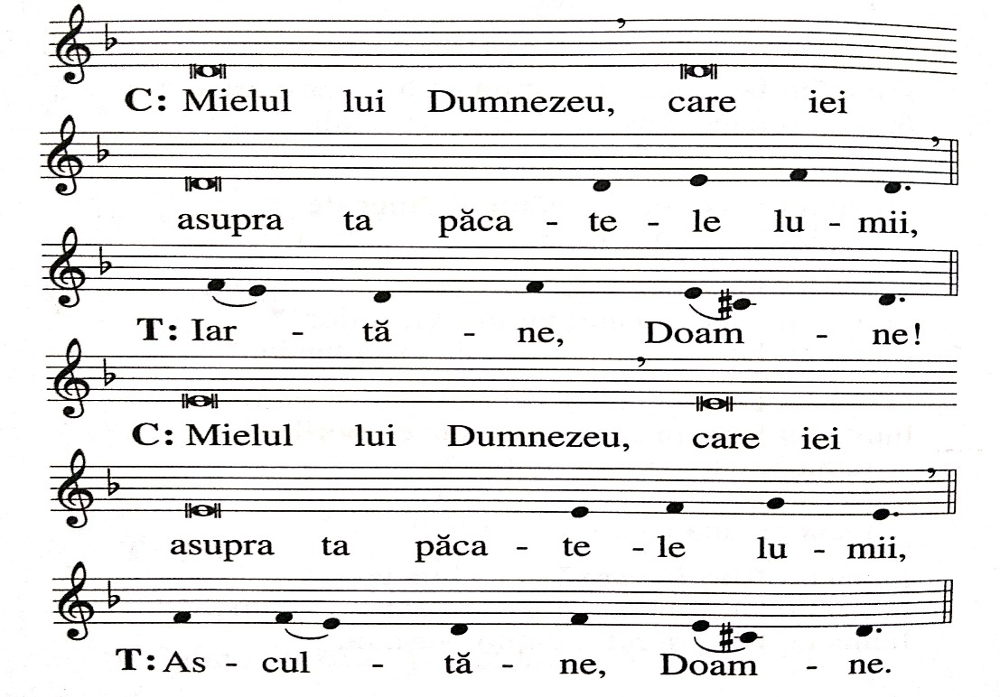 C: Mielul lui Dumnezeu, care iei
asupra ta păca - te - le lu - mii,
T: Iar - tă - ne, Doam - ne!
C: Mielul lui Dumnezeu, care iei
asupra ta păca - te - le lu - mii,
T: As - cul - tă - ne, Doam - ne.